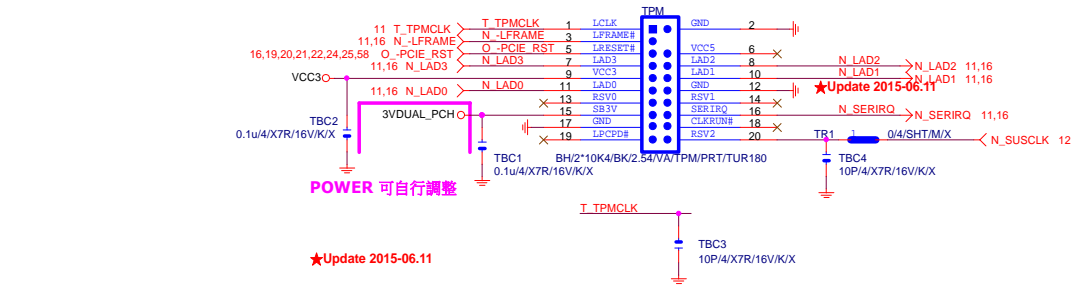 TPM
11 T_TPMCLK T_TPMCLK 1 LCLK GND 2
11,16 N_-LFRAME N_-LFRAME 3 LFRAME#
16,19,20,21,22,24,25,58 O_-PCIE_RST O_-PCIE_RST 5 LRESET# VCC5 6
11,16 N_LAD3 N_LAD3 7 LAD3 LAD2 8 N_LAD2 N_LAD2 11,16
VCC3 9 VCC3 LAD1 10 N_LAD1 N_LAD1 11,16
11,16 N_LAD0 N_LAD0 11 LAD0 GND 12 ★Update 2015-06.11
13 RSV0 RSV1 14
3VDUAL_PCH 15 SB3V SERIRQ 16 N_SERIRQ N_SERIRQ 11,16
17 GND CLKRUN# 18
19 LPCPD# RSV2 20 TR1 1 0/4/SHT/M/X N_SUSCLK 12
TBC2
0.1u/4/X7R/16V/K/X
TBC1
0.1u/4/X7R/16V/K/X
BH/2*10K4/BK/2.54/VA/TPM/PRT/TUR180
TBC4
10P/4/X7R/16V/K/X
POWER 可自行調整
T_TPMCLK
TBC3
10P/4/X7R/16V/K/X
★Update 2015-06.11